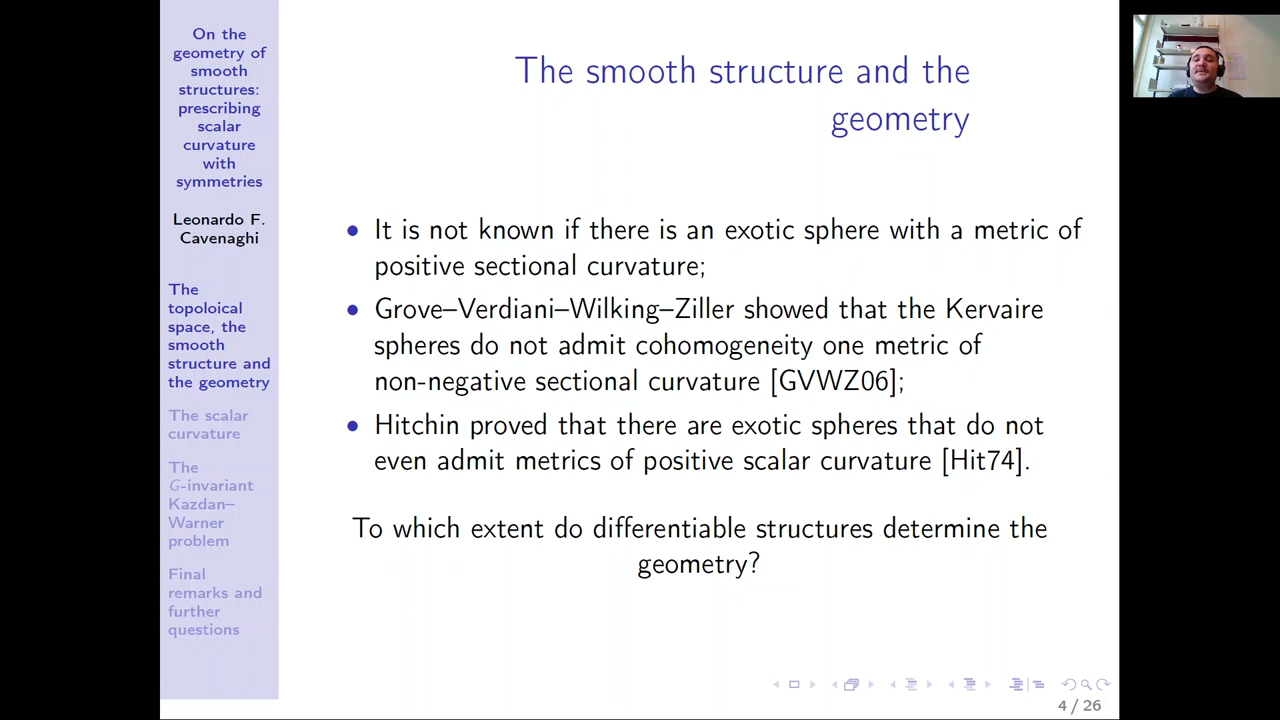 On the
geometry of
smooth
structures:
prescribing
scalar
curvature
with
symmetries
Leonardo F.
Cavenaghi
The
topoloical
space, the
smooth
structure and
the geometry
The scalar
curvature
The
G-invariant
Kazdan–
Warner
problem
Final
remarks and
further
questions
The smooth structure and the
geometry
• It is not known if there is an exotic sphere with a metric of
positive sectional curvature;
• Grove–Verdiani–Wilking–Ziller showed that the Kervaire
spheres do not admit cohomogeneity one metric of
non-negative sectional curvature [GVWZ06];
• Hitchin proved that there are exotic spheres that do not
even admit metrics of positive scalar curvature [Hit74].
To which extent do differentiable structures determine the
geometry?
4 / 26